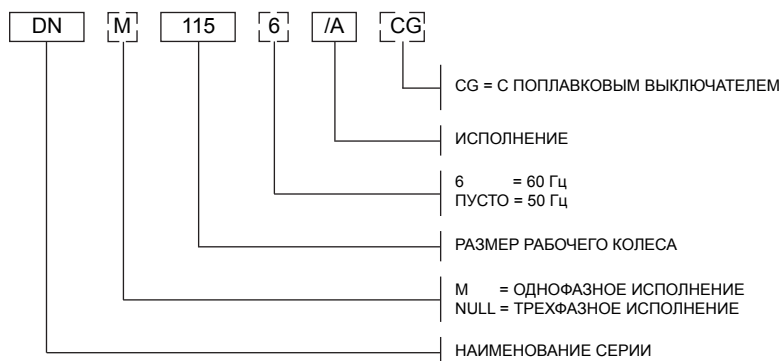 DN M 115 6 /A CG
CG = С ПОПЛАВКОВЫМ ВЫКЛЮЧАТЕЛЕМ
ИСПОЛНЕНИЕ
6 = 60 Гц
ПУСТО = 50 Гц
РАЗМЕР РАБОЧЕГО КОЛЕСА
M = ОДНОФАЗНОЕ ИСПОЛНЕНИЕ
NULL = ТРЕХФАЗНОЕ ИСПОЛНЕНИЕ
НАИМЕНОВАНИЕ СЕРИИ